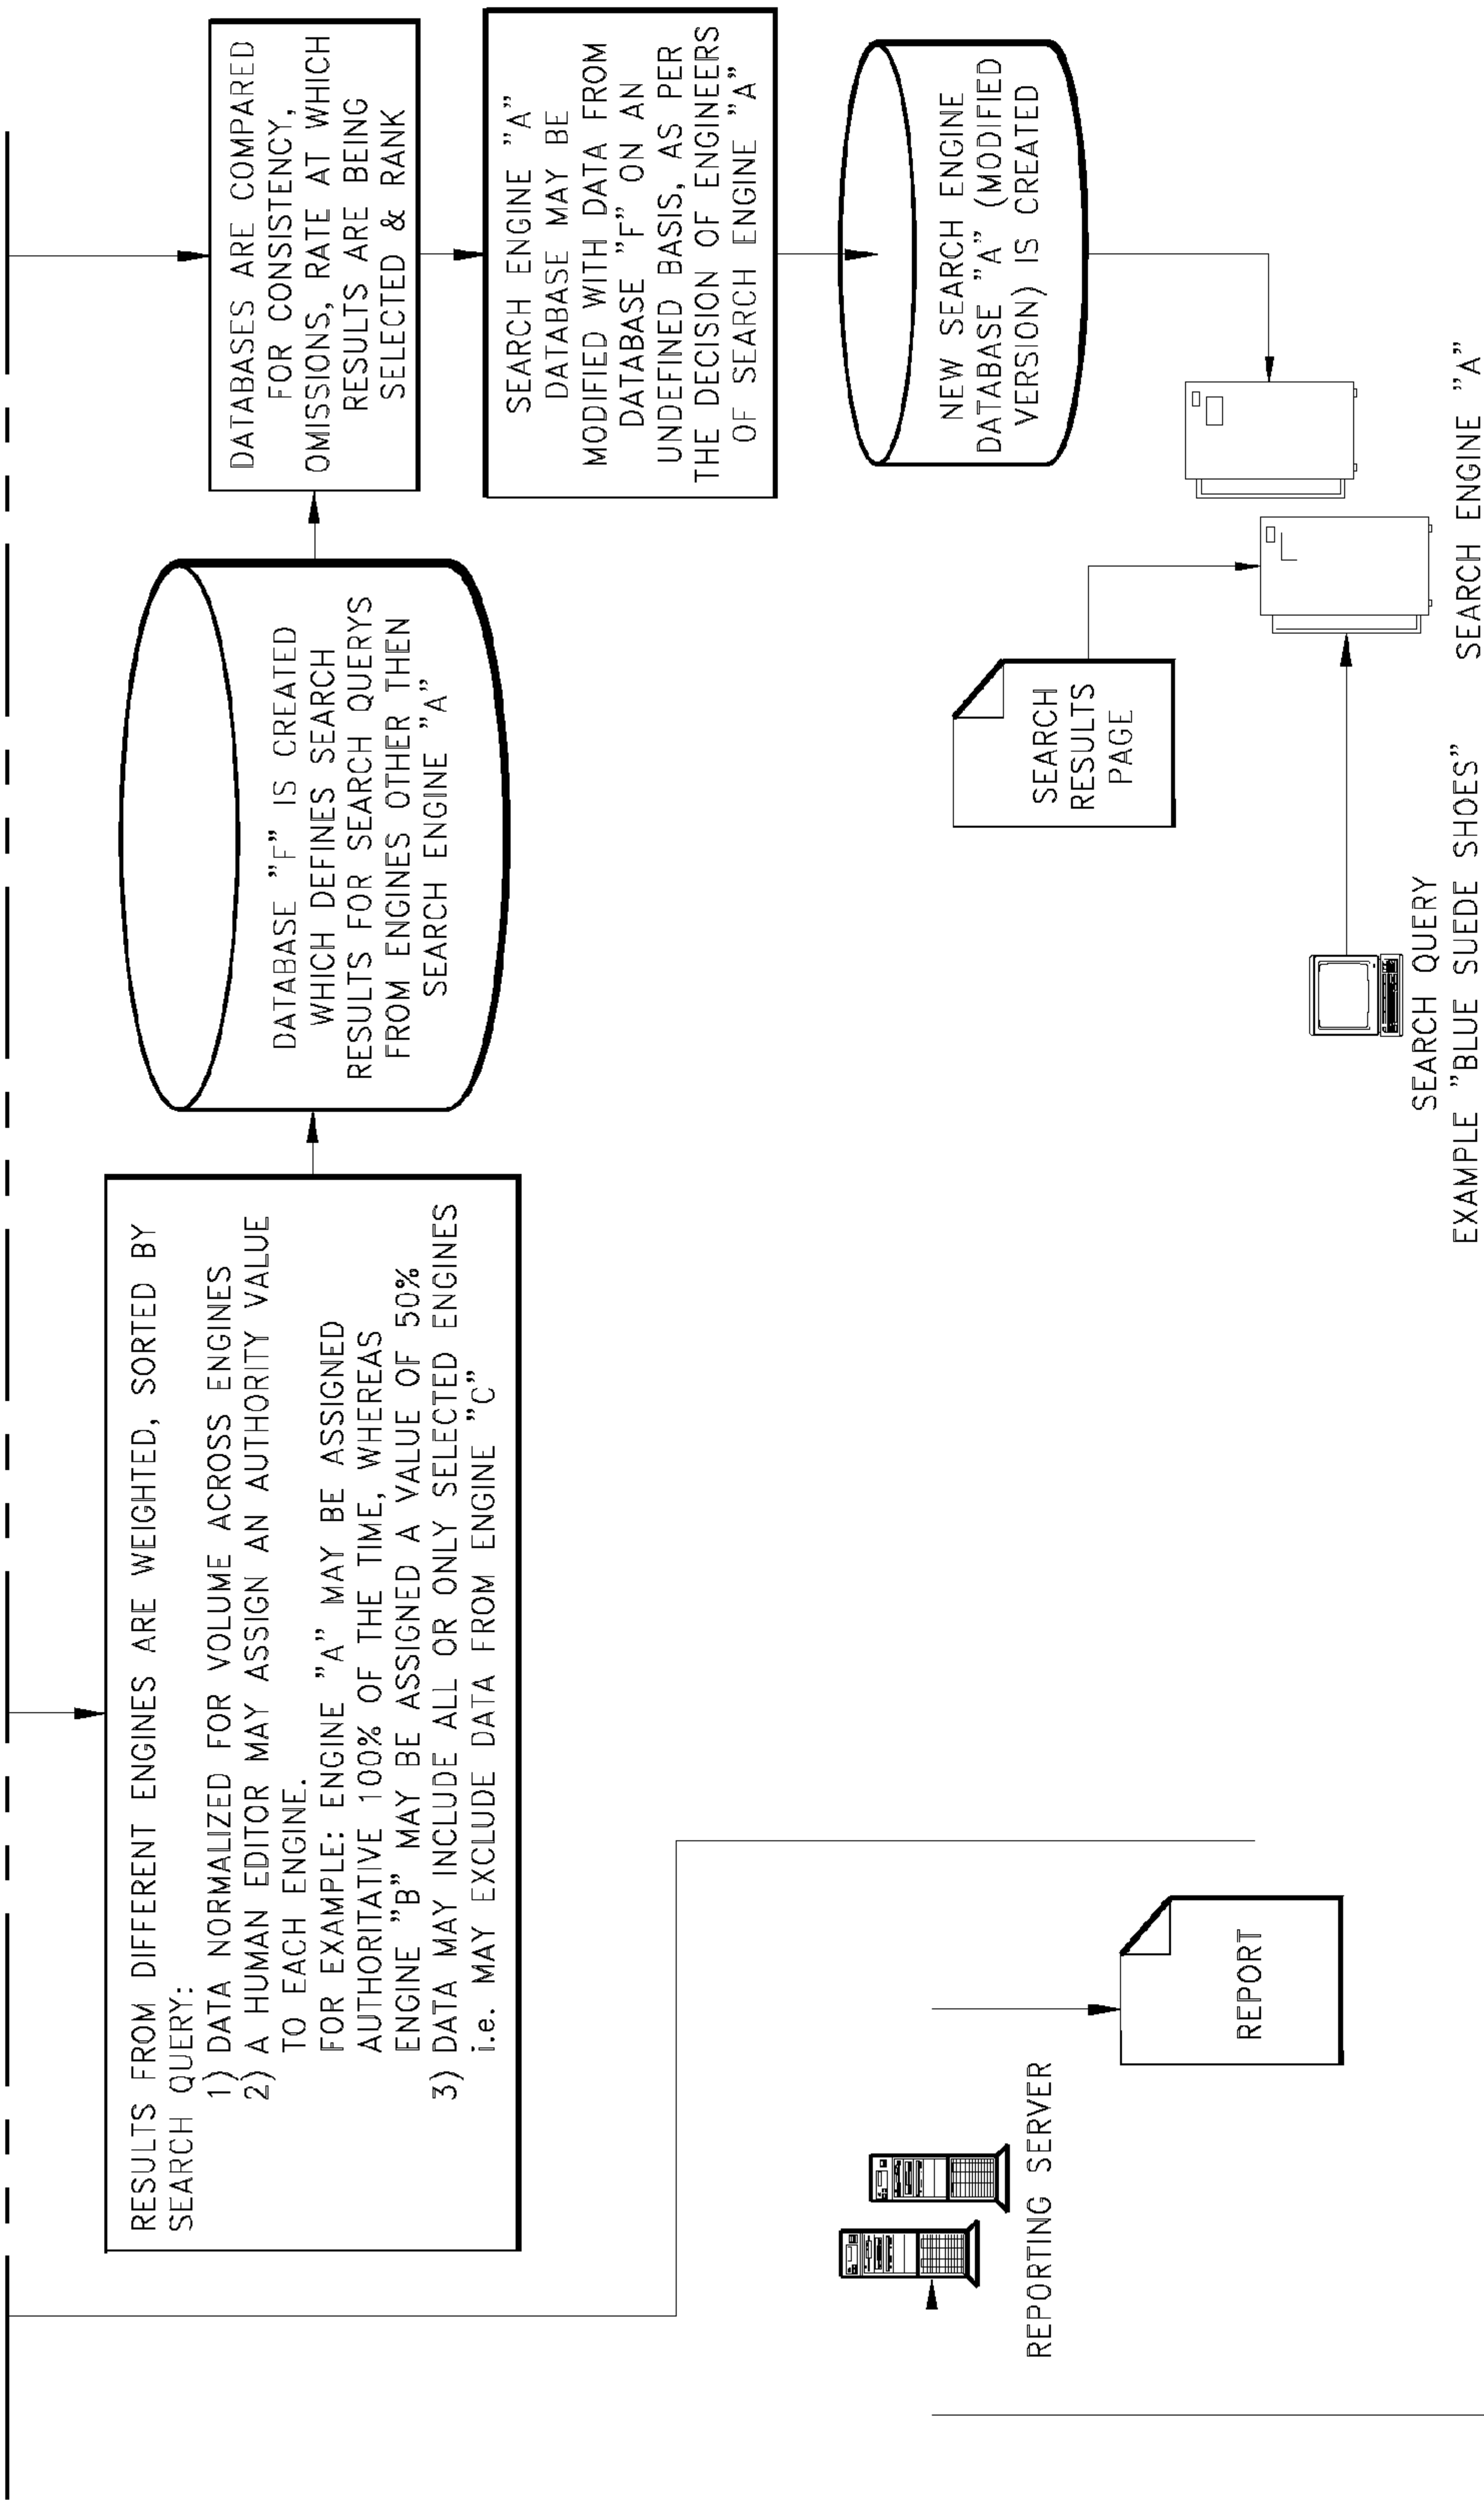 RESULTS FROM DIFFERENT ENGINES ARE WEIGHTED, SORTED BY
SEARCH QUERY:
1) DATA NORMALIZED FOR VOLUME ACROSS ENGINES
2) A HUMAN EDITOR MAY ASSIGN AN AUTHORITY VALUE
TO EACH ENGINE.
FOR EXAMPLE: ENGINE "A" MAY BE ASSIGNED
AUTHORITATIVE 100% OF THE TIME, WHEREAS
ENGINE "B" MAY BE ASSIGNED A VALUE OF 50%
3) DATA MAY INCLUDE ALL OR ONLY SELECTED ENGINES
i.e. MAY EXCLUDE DATA FROM ENGINE "C"
DATABASE "F" IS CREATED
WHICH DEFINES SEARCH
RESULTS FOR SEARCH QUERYS
FROM ENGINES OTHER THEN
SEARCH ENGINE "A"
DATABASES ARE COMPARED
FOR CONSISTENCY,
OMISSIONS, RATE AT WHICH
RESULTS ARE BEING
SELECTED & RANK
SEARCH ENGINE "A"
DATABASE MAY BE
MODIFIED WITH DATA FROM
DATABASE "F" ON AN
UNDEFINED BASIS, AS PER
THE DECISION OF ENGINEERS
OF SEARCH ENGINE "A"
NEW SEARCH ENGINE
DATABASE "A" (MODIFIED
VERSION) IS CREATED
REPORTING SERVER
REPORT
SEARCH
RESULTS
PAGE
SEARCH QUERY
EXAMPLE "BLUE SUEDE SHOES"
SEARCH ENGINE "A"